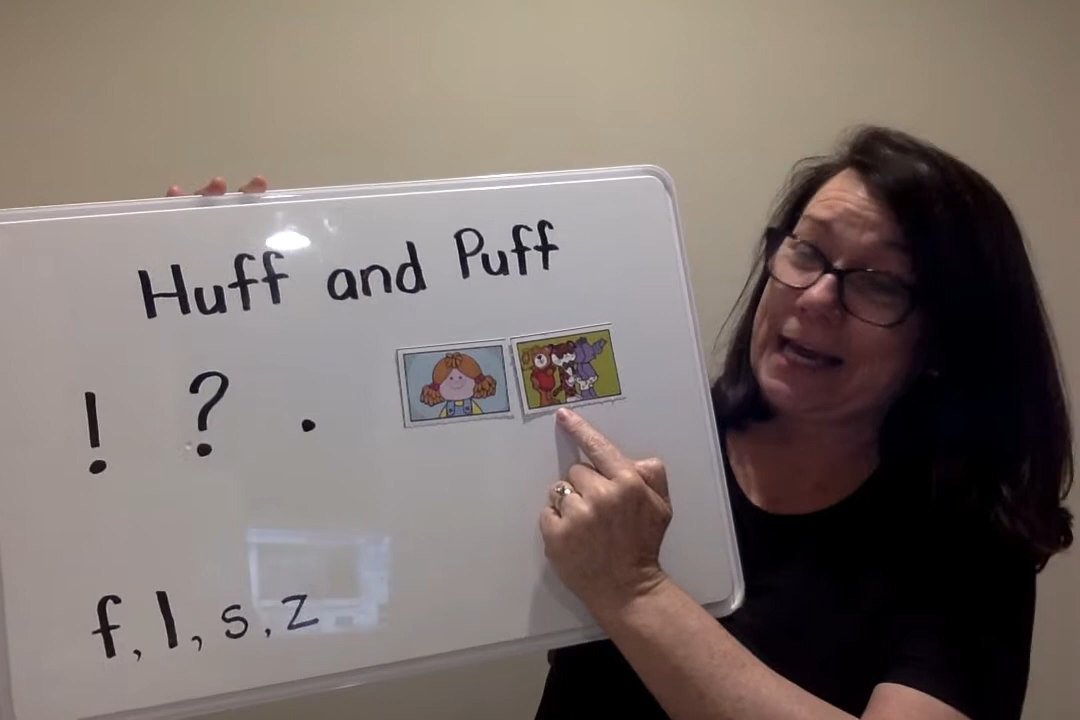 Huff and Puff
! ? .
f, l, s, z